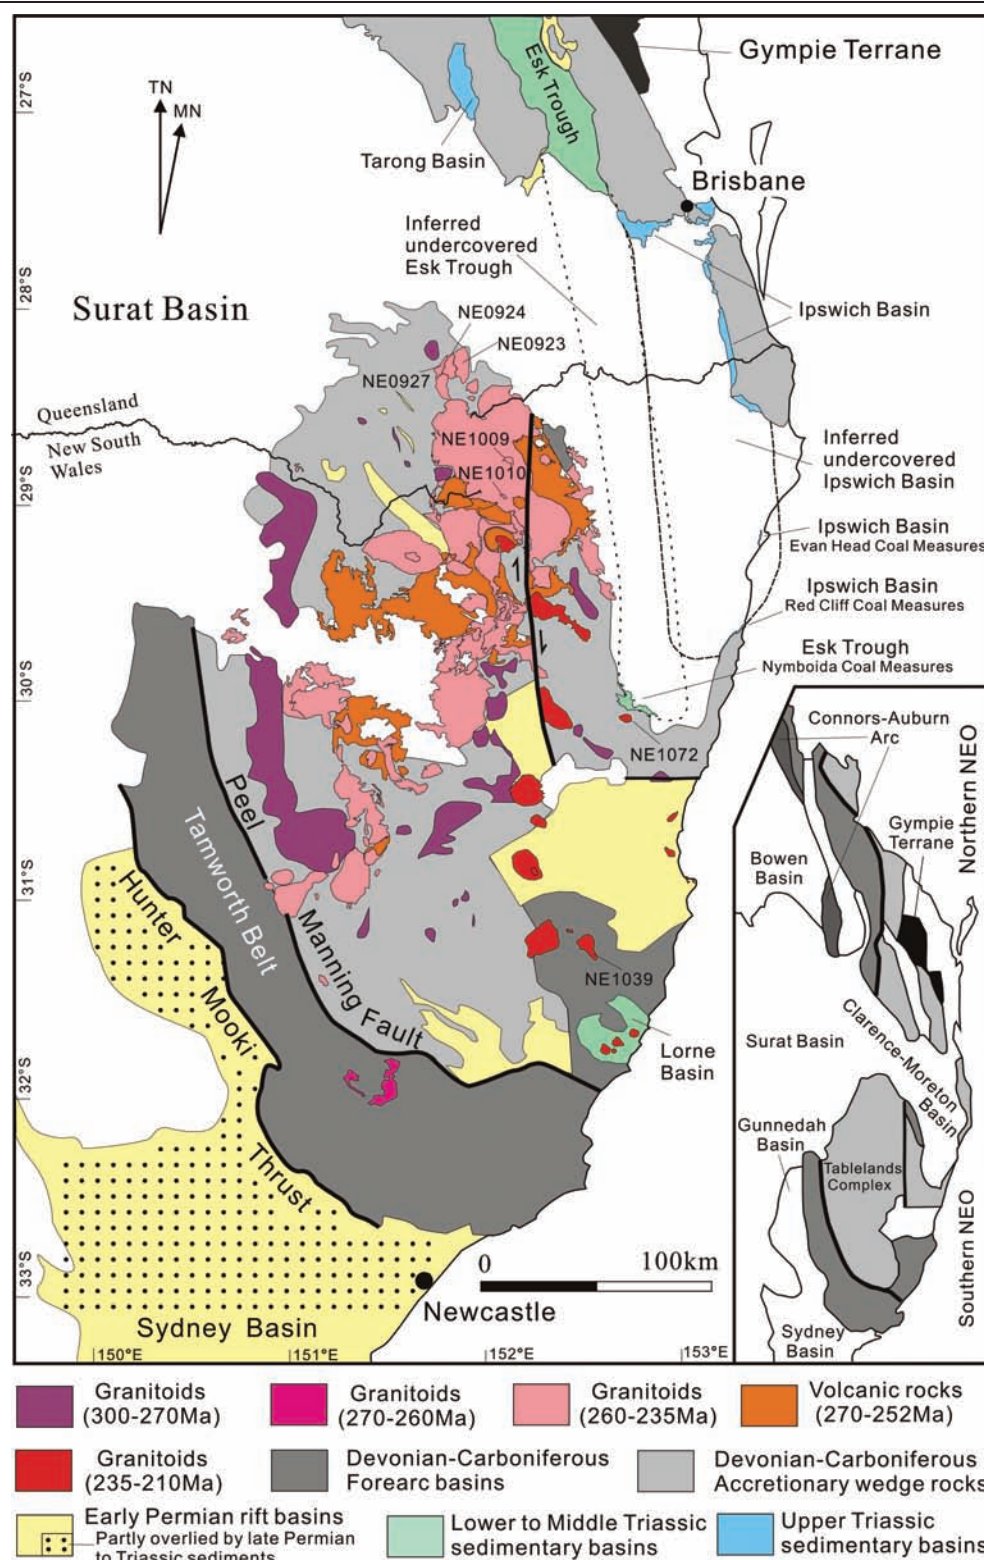 Gympie Terrane
27°S
TN
MN
Esk Trough
Tarong Basin
Brisbane
Inferred
undercovered
Esk Trough
28°S
Surat Basin
NE0924
NE0923
Ipswich Basin
NE0927
Queensland
New South
Wales
NE1009
NE1010
Inferred
undercovered
Ipswich Basin
29°S
Ipswich Basin
Evan Head Coal Measures
Ipswich Basin
Red Cliff Coal Measures
Esk Trough
Nymboida Coal Measures
30°S
NE1072
Peel
Manning Fault
Tamworth Belt
Hunter
Mooki
Thrust
31°S
NE1039
Lorne
Basin
32°S
33°S
0 100km
Newcastle
Sydney Basin
150°E
151°E
152°E
153°E
Connors-Auburn
Arc
Northern NEO
Gympie
Terrane
Bowen
Basin
Surat Basin
Clarence-Moreton
Basin
Gunnedah
Basin
Tablelands
Complex
Southern NEO
Sydney
Basin
Granitoids
(300-270Ma)
Granitoids
(270-260Ma)
Granitoids
(260-235Ma)
Volcanic rocks
(270-252Ma)
Granitoids
(235-210Ma)
Devonian-Carboniferous
Forearc basins
Devonian-Carboniferous
Accretionary wedge rocks
Early Permian rift basins
Partly overlied by late Permian
to Triassic sediments
Lower to Middle Triassic
sedimentary basins
Upper Triassic
sedimentary basins